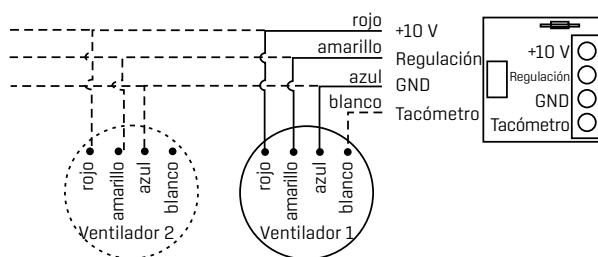 rojo
+10 V
amarillo
Regulación
azul
GND
blanco
Tacómetro
+10 V
Regulación
GND
Tacómetro
rojo
amarillo
azul
blanco
Ventilador 2
rojo
amarillo
azul
blanco
Ventilador 1